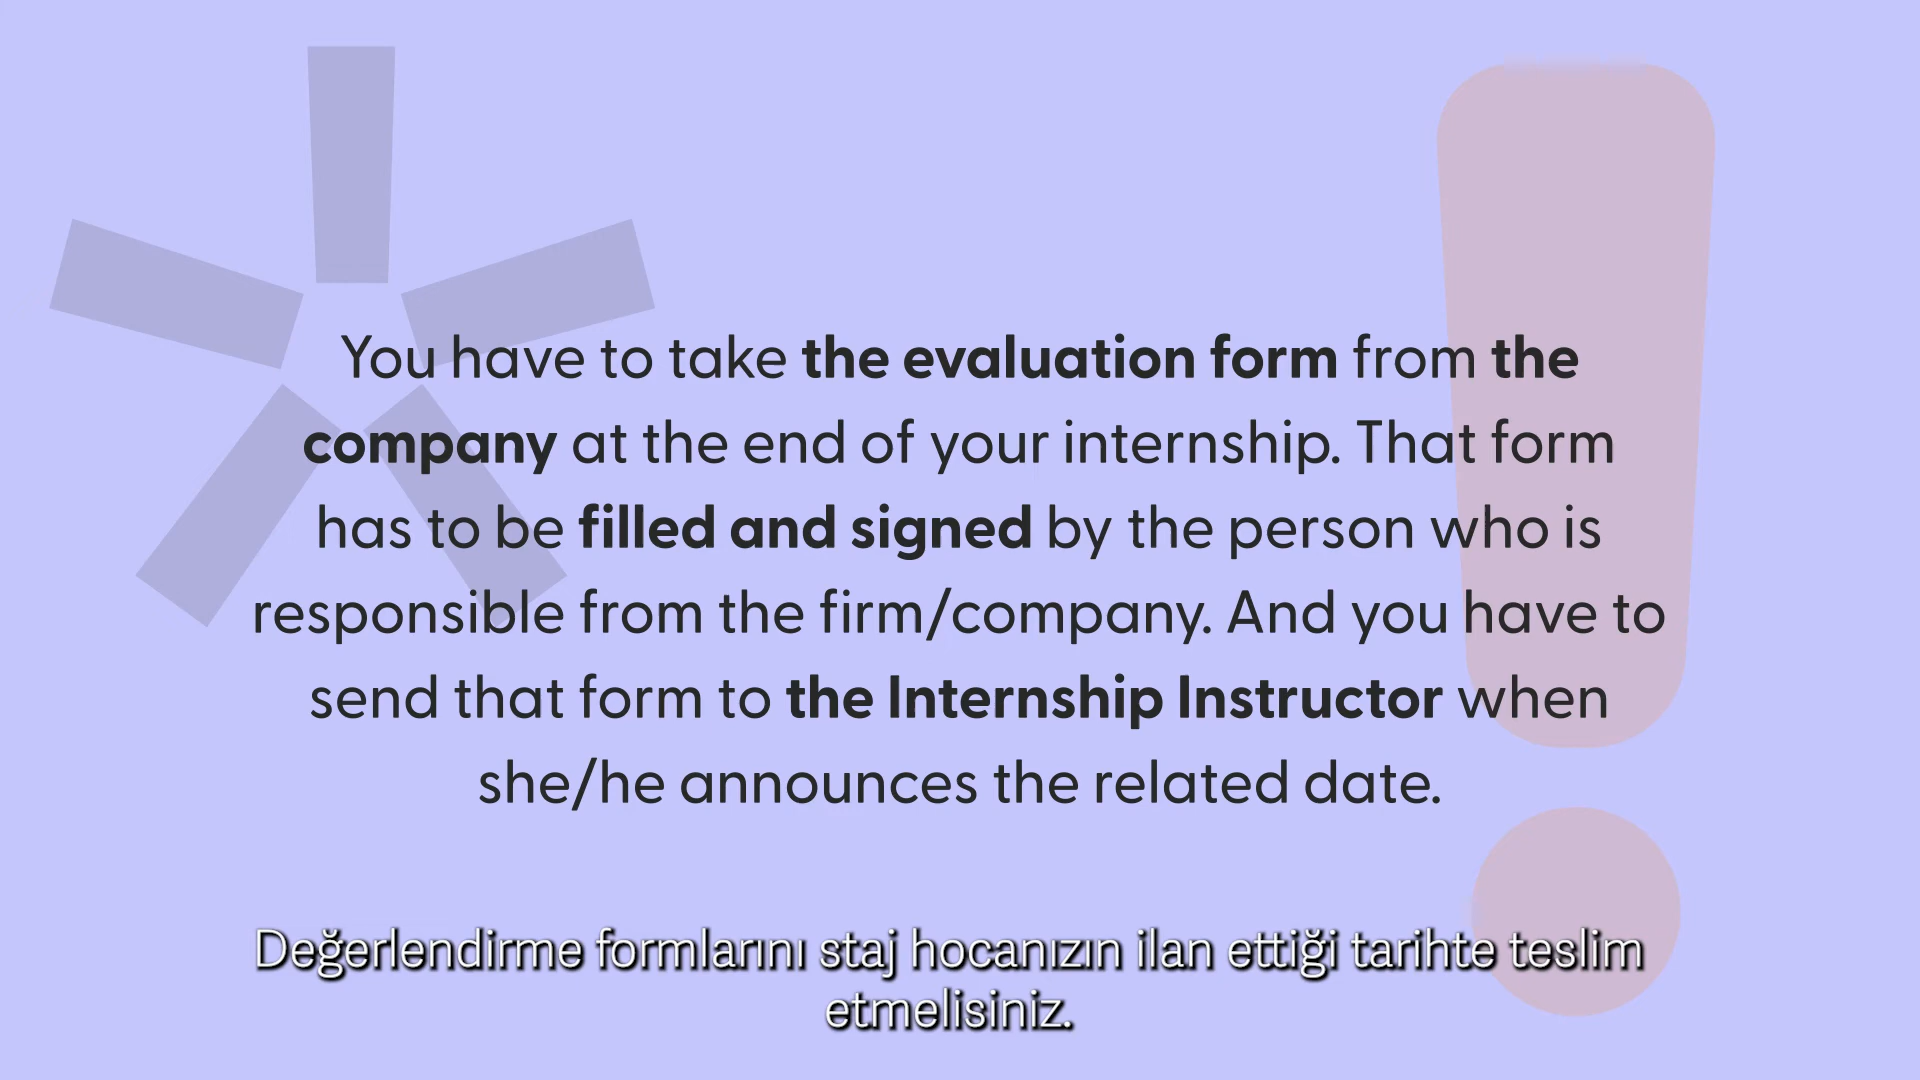 You have to take the evaluation form from the
company at the end of your internship. That form
has to be filled and signed by the person who is
responsible from the firm/company. And you have to
send that form to the Internship Instructor when
she/he announces the related date.
Değerlendirme formlarını staj hocanızın ilan ettiği tarihte teslim
etmelisiniz.